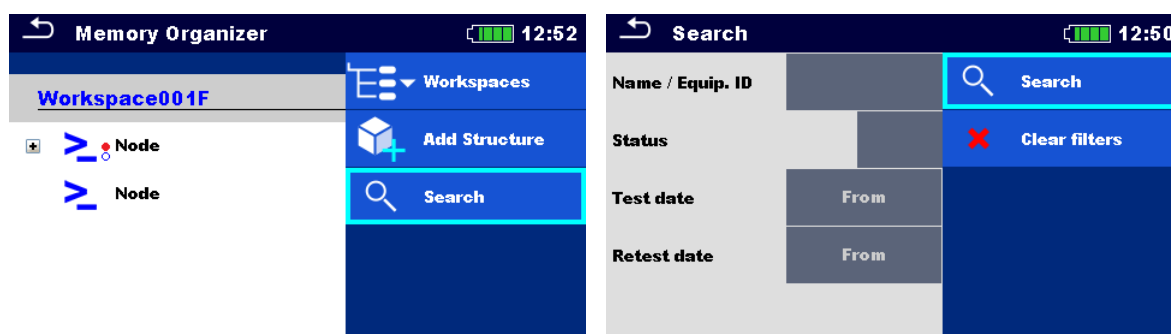 Memory Organizer 12:52
Workspaces
Workspace001F
Add Structure
Node
Node
Search
Search 12:50
Name / Equip. ID
Search
Status
Clear filters
Test date From
Retest date From